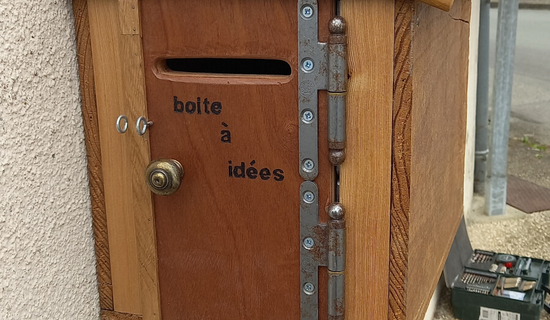 boite
à
idées